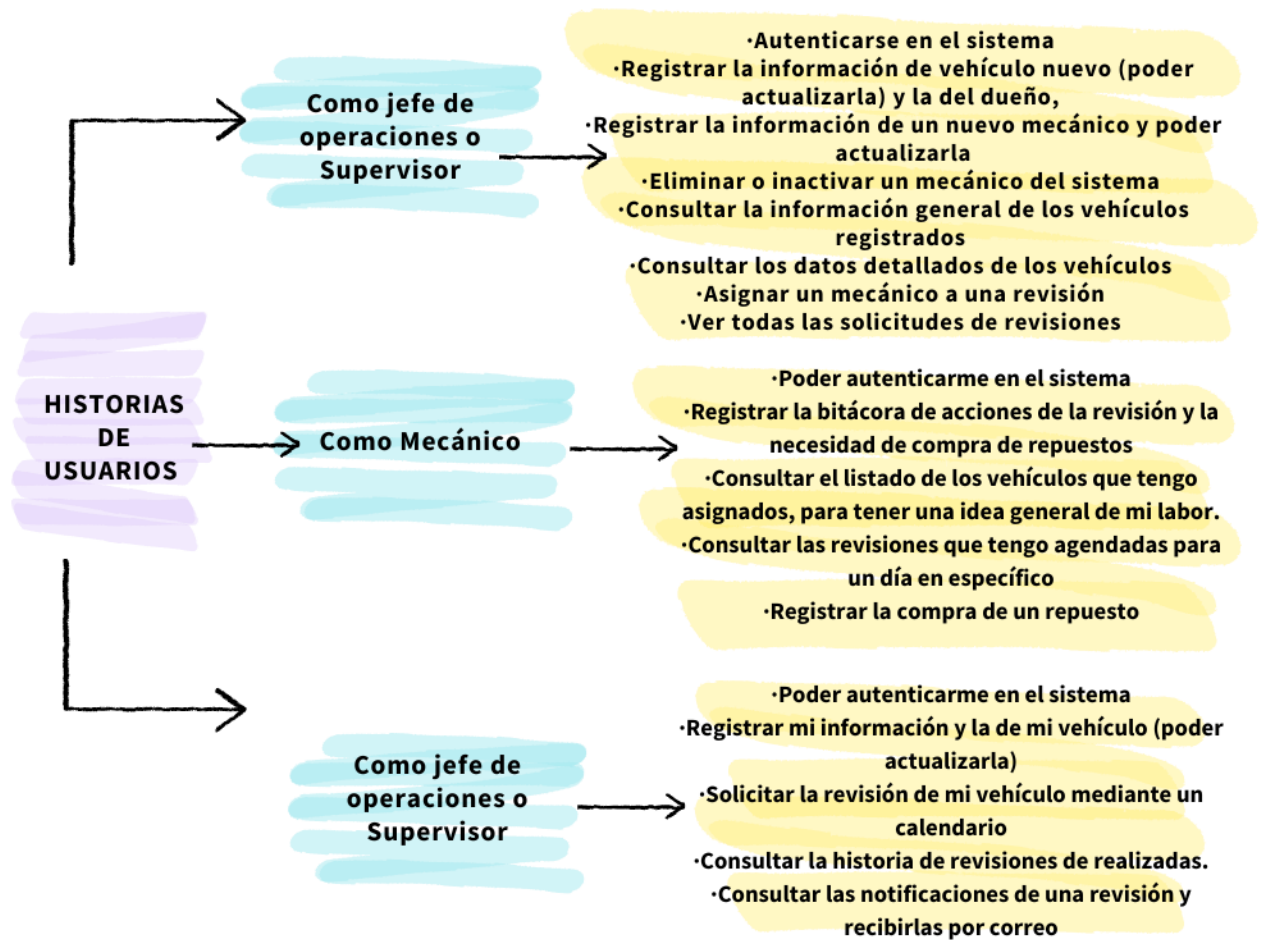 HISTORIAS
DE
USUARIOS
Como jefe de
operaciones o
Supervisor
·Autenticarse en el sistema
·Registrar la información de vehículo nuevo (poder
actualizarla) y la del dueño,
·Registrar la información de un nuevo mecánico y poder
actualizarla
·Eliminar o inactivar un mecánico del sistema
·Consultar la información general de los vehículos
registrados
·Consultar los datos detallados de los vehículos
·Asignar un mecánico a una revisión
·Ver todas las solicitudes de revisiones
Como Mecánico
·Poder autenticarme en el sistema
·Registrar la bitácora de acciones de la revisión y la
necesidad de compra de repuestos
·Consultar el listado de los vehículos que tengo
asignados, para tener una idea general de mi labor.
·Consultar las revisiones que tengo agendadas para
un día en específico
·Registrar la compra de un repuesto
Como jefe de
operaciones o
Supervisor
·Poder autenticarme en el sistema
·Registrar mi información y la de mi vehículo (poder
actualizarla)
·Solicitar la revisión de mi vehículo mediante un
calendario
·Consultar la historia de revisiones de realizadas.
·Consultar las notificaciones de una revisión y
recibirlas por correo